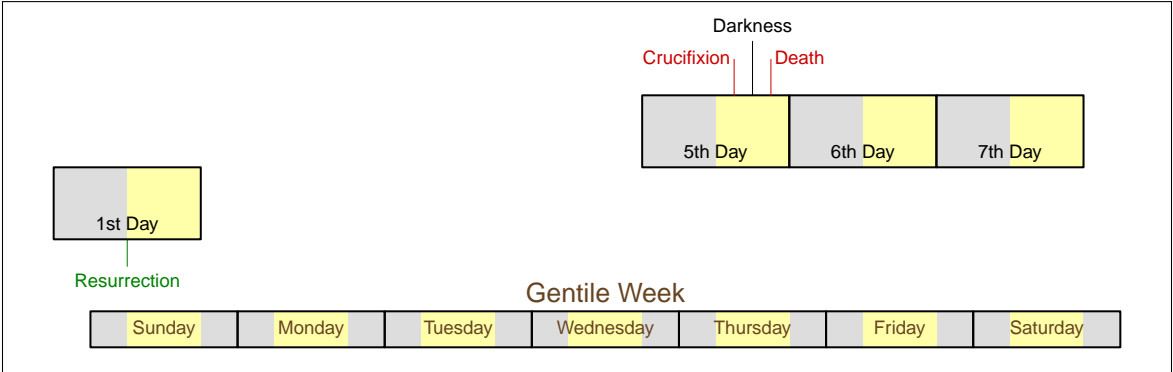 Darkness
Crucifixion Death
5th Day 6th Day 7th Day
1st Day
Resurrection
Gentile Week
Sunday Monday Tuesday Wednesday Thursday Friday Saturday